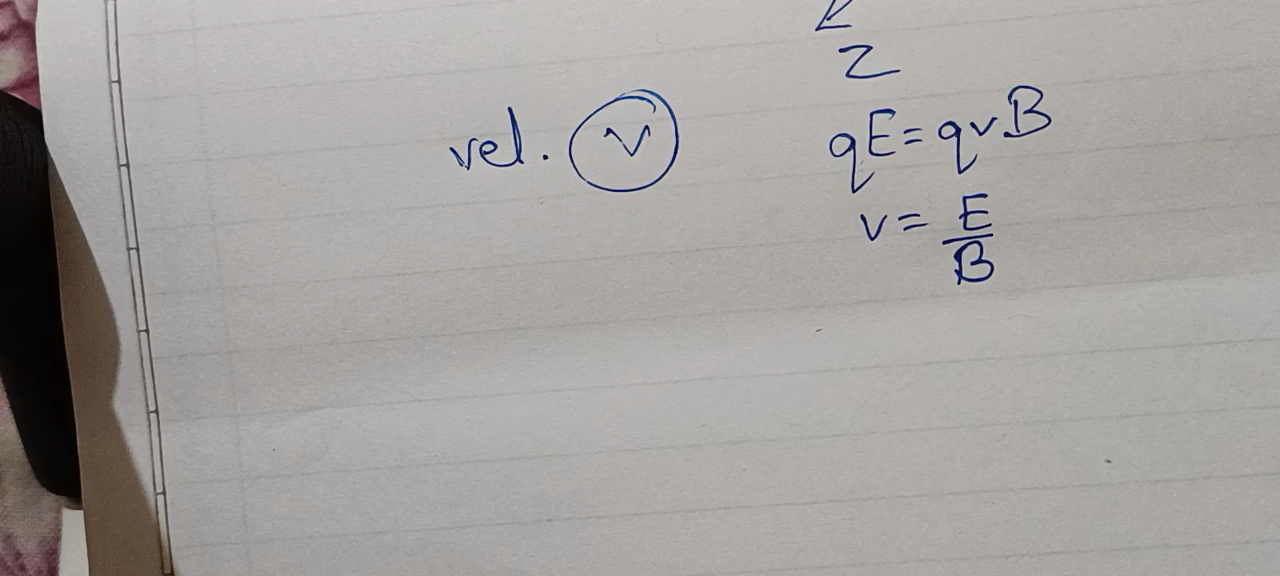 z
vel. v
qE = qvB
v = E/B